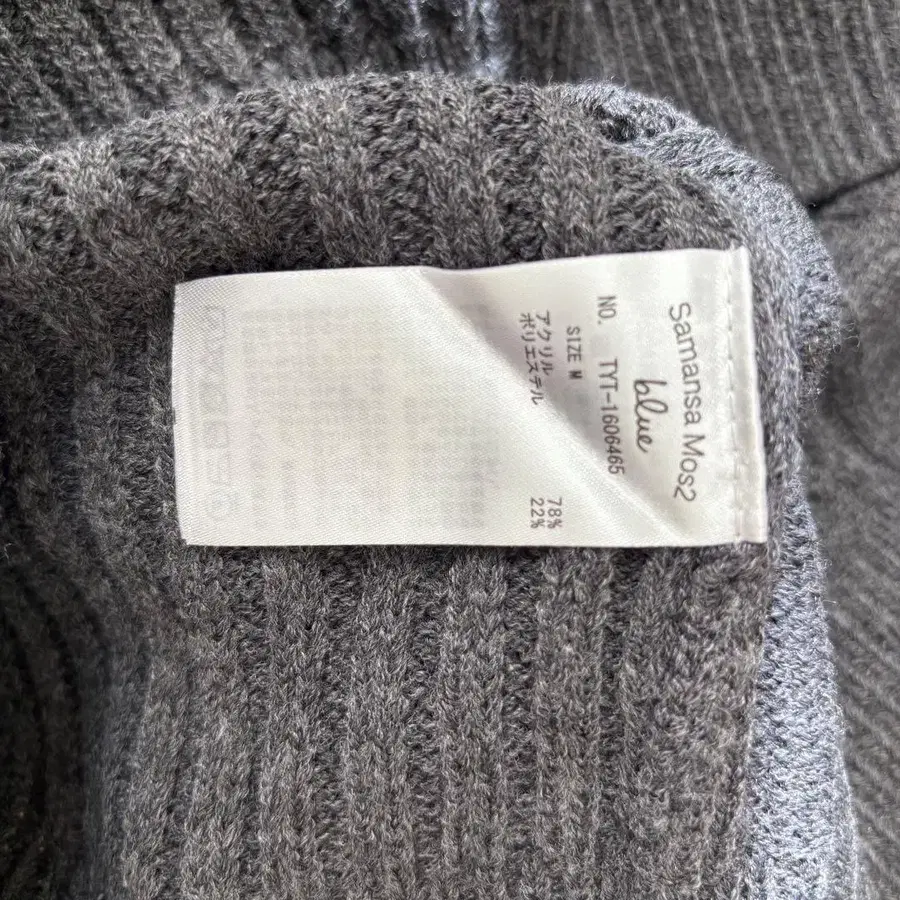 Samansa Mos2
blue
NO. TYT-1606465
SIZE M
アクリル 78%
ポリエステル 22%